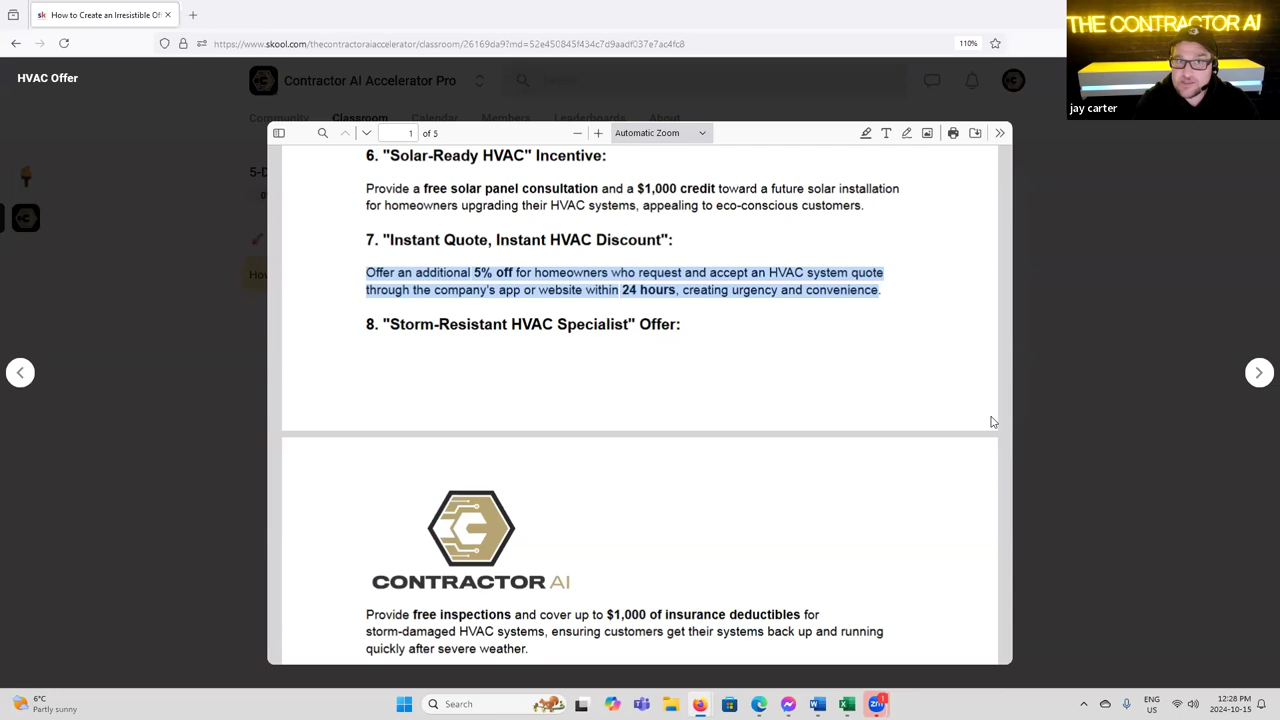 How to Create an Irresistible Of
https://www.skool.com/thecontractoraiaccelerator/classroom/26169da9?md=52e450845f434c7d9aadf037e7ac4fc8
110%
THE CONTRACTOR AI
jay carter
HVAC Offer
Contractor AI Accelerator Pro
Community Classroom Calendar Members Leaderboards About
1 of 5
Automatic Zoom
5-D
How
6. "Solar-Ready HVAC" Incentive:
Provide a free solar panel consultation and a $1,000 credit toward a future solar installation
for homeowners upgrading their HVAC systems, appealing to eco-conscious customers.
7. "Instant Quote, Instant HVAC Discount":
Offer an additional 5% off for homeowners who request and accept an HVAC system quote
through the company's app or website within 24 hours, creating urgency and convenience.
8. "Storm-Resistant HVAC Specialist" Offer:
CONTRACTOR AI
Provide free inspections and cover up to $1,000 of insurance deductibles for
storm-damaged HVAC systems, ensuring customers get their systems back up and running
quickly after severe weather.
6°C
Partly sunny
Search
ENG
US
12:28 PM
2024-10-15